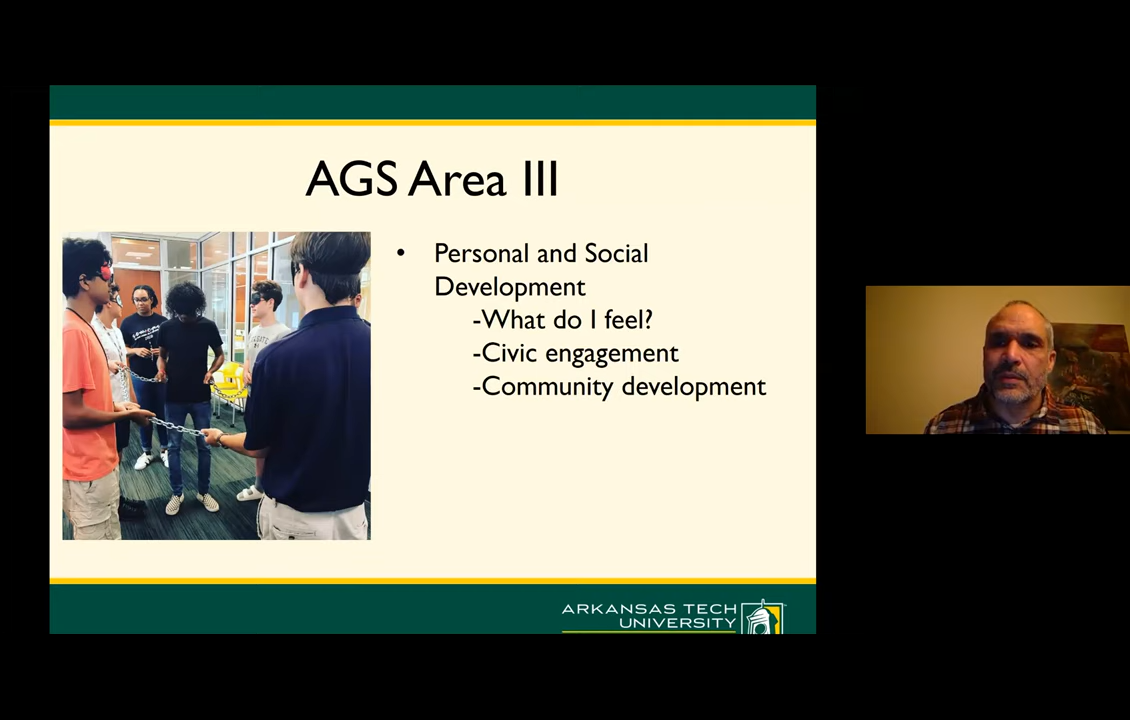 AGS Area III
• Personal and Social
Development
-What do I feel?
-Civic engagement
-Community development
ARKANSAS TECH
UNIVERSITY